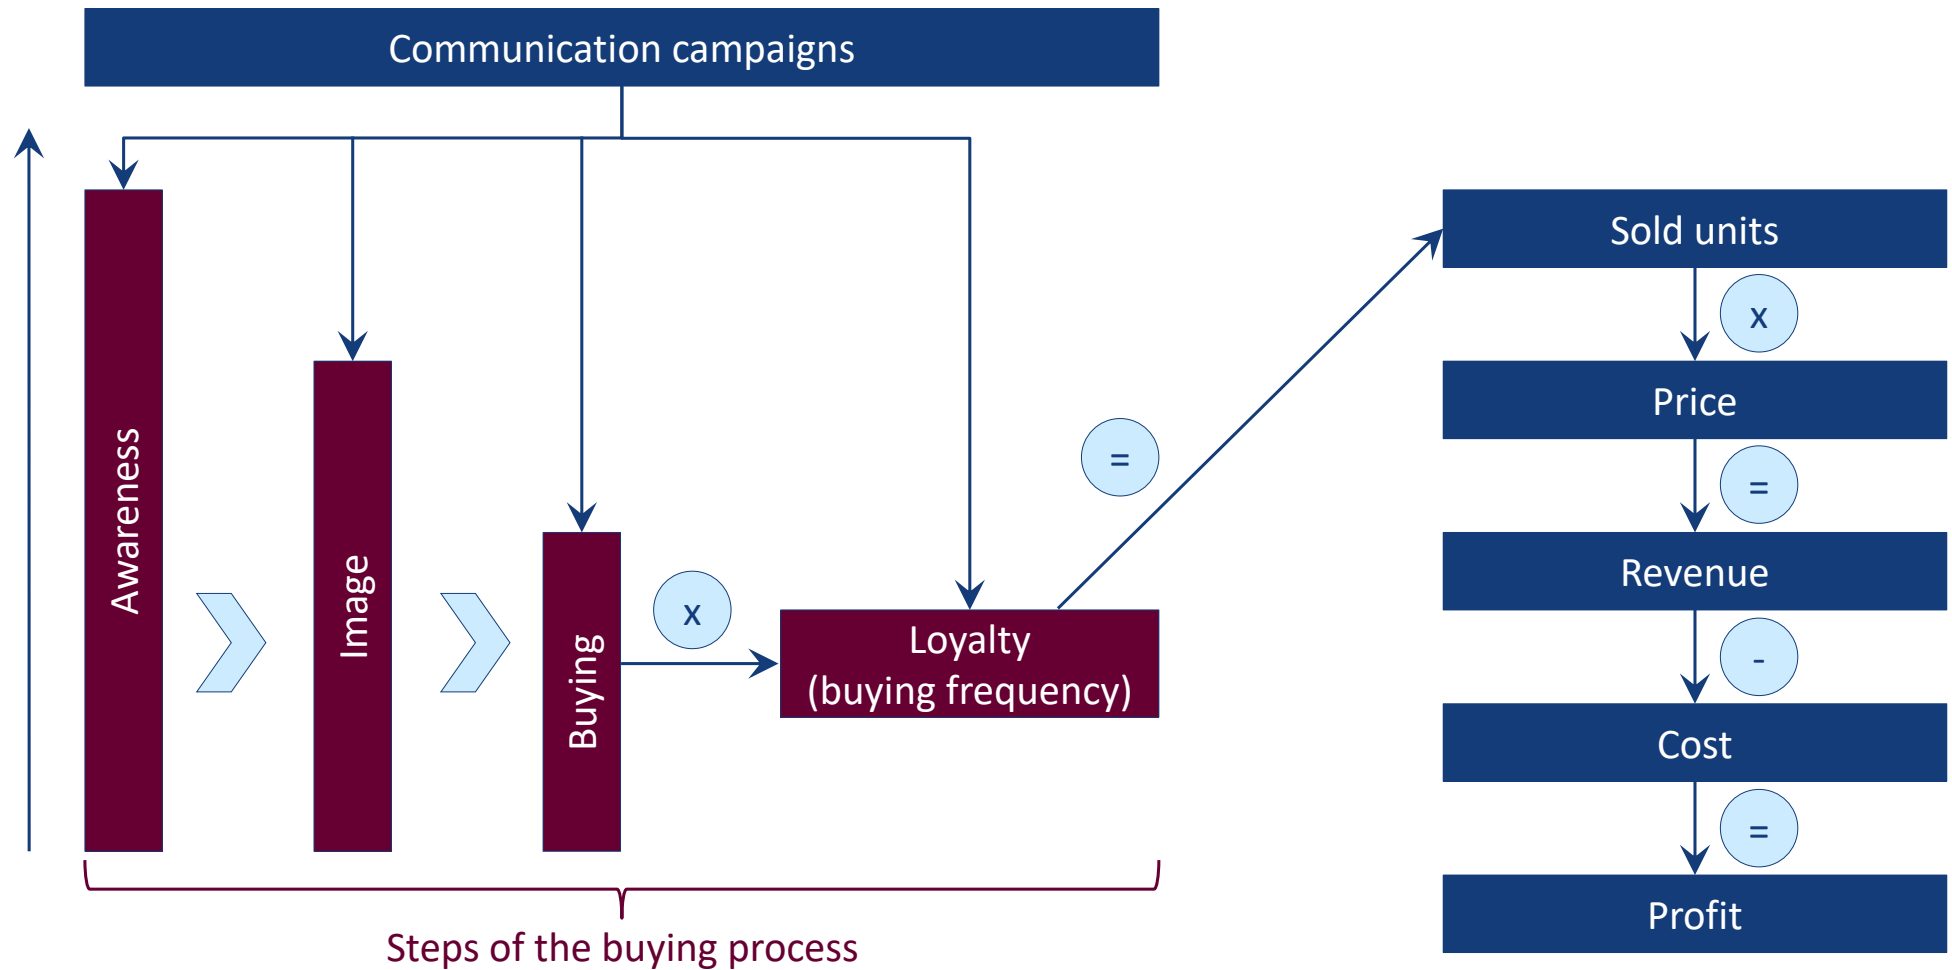 Communication campaigns
Awareness
Image
Buying
x
Loyalty
(buying frequency)
=
Steps of the buying process
Sold units
x
Price
=
Revenue
-
Cost
=
Profit